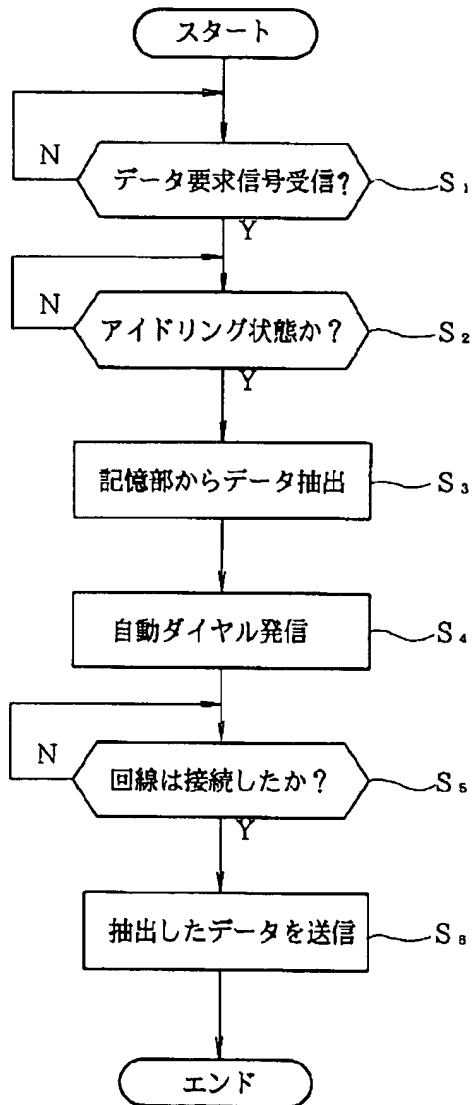 スタート
N
データ要求信号受信? S₁
Y
N
アイドリング状態か? S₂
Y
記憶部からデータ抽出 S₃
自動ダイヤル発信 S₄
N
回線は接続したか? S₅
Y
抽出したデータを送信 S₆
エンド